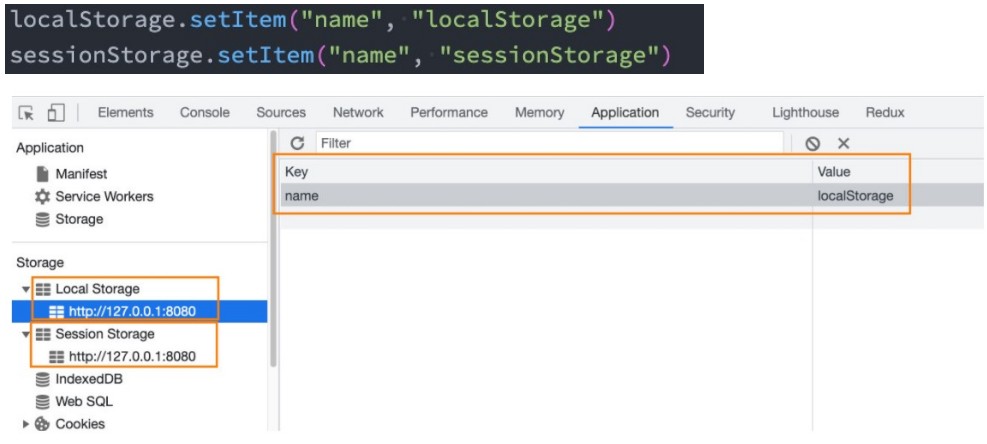 localStorage.setItem("name", "localStorage")
sessionStorage.setItem("name", "sessionStorage")
Elements Console Sources Network Performance Memory Application Security Lighthouse Redux
Application
Filter
Manifest
Key Value
Service Workers
name localStorage
Storage
Storage
Local Storage
http://127.0.0.1:8080
Session Storage
http://127.0.0.1:8080
IndexedDB
Web SQL
Cookies